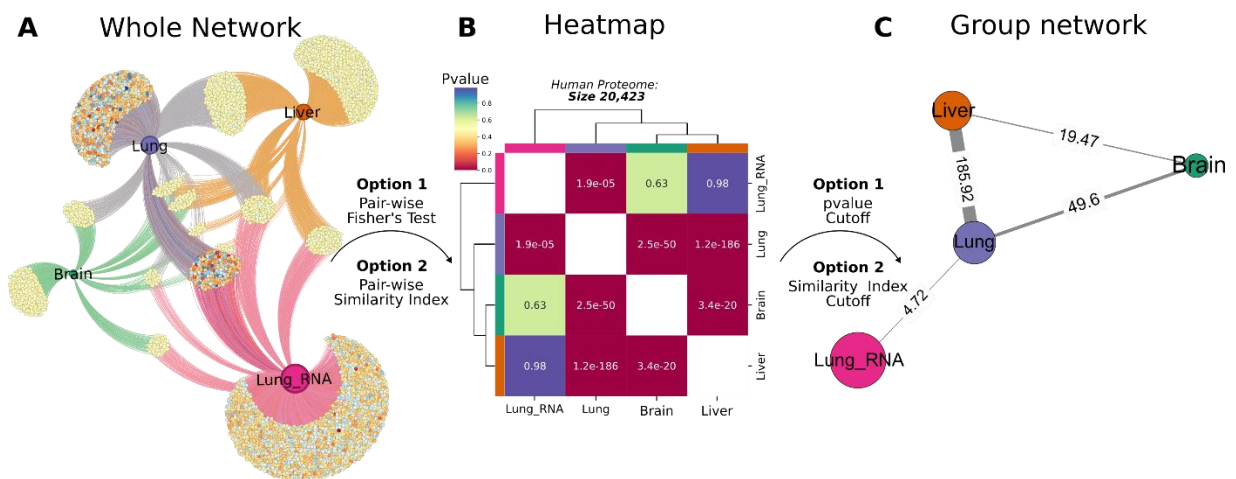 A
Whole Network
Lung
Liver
Brain
Lung_RNA
Option 1
Pair-wise
Fisher's Test
Option 2
Pair-wise
Similarity Index
B
Heatmap
Pvalue
0.8
0.6
0.4
0.2
0.0
Human Proteome:
Size 20,423
1.9e-05
0.63
0.98
Lung_RNA
1.9e-05
2.5e-50
1.2e-186
Lung
0.63
2.5e-50
3.4e-20
Brain
0.98
1.2e-186
3.4e-20
Liver
Lung_RNA
Lung
Brain
Liver
Option 1
pvalue
Cutoff
Option 2
Similarity Index
Cutoff
C
Group network
Liver
19.47
Brain
185.92
49.6
Lung
4.72
Lung_RNA